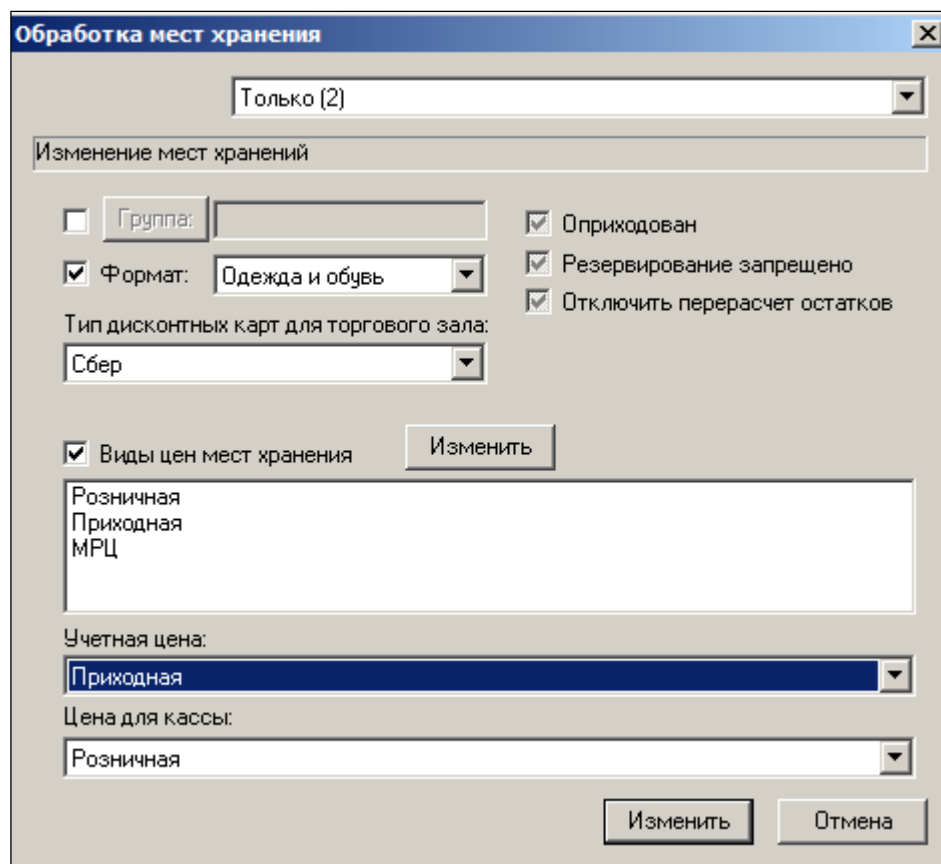 Обработка мест хранения
Только (2)
Изменение мест хранений
Группа:
Оприходован
Формат: Одежда и обувь
Резервирование запрещено
Отключить перерасчет остатков
Тип дисконтных карт для торгового зала:
Сбер
Виды цен мест хранения Изменить
Розничная
Приходная
МРЦ
Учетная цена:
Приходная
Цена для кассы:
Розничная
Изменить Отмена